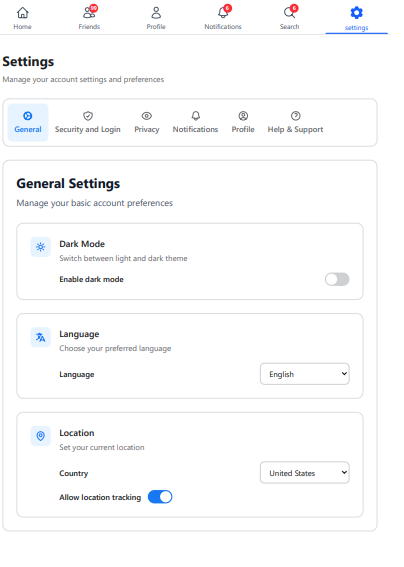 99 6 6
Home Friends Profile Notifications Search settings
Settings
Manage your account settings and preferences
General Security and Login Privacy Notifications Profile Help & Support
General Settings
Manage your basic account preferences
Dark Mode
Switch between light and dark theme
Enable dark mode
Language
Choose your preferred language
Language English
Location
Set your current location
Country United States
Allow location tracking